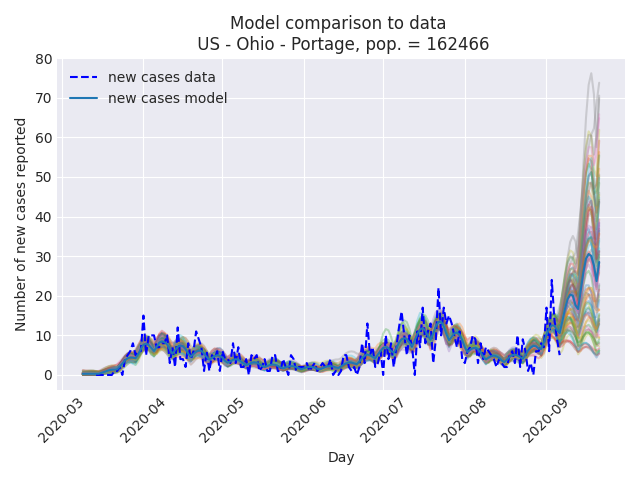 Model comparison to data
US - Ohio - Portage, pop. = 162466
Number of new cases reported
80
70
60
50
40
30
20
10
0
new cases data
new cases model
2020-03
2020-04
2020-05
2020-06
2020-07
2020-08
2020-09
Day